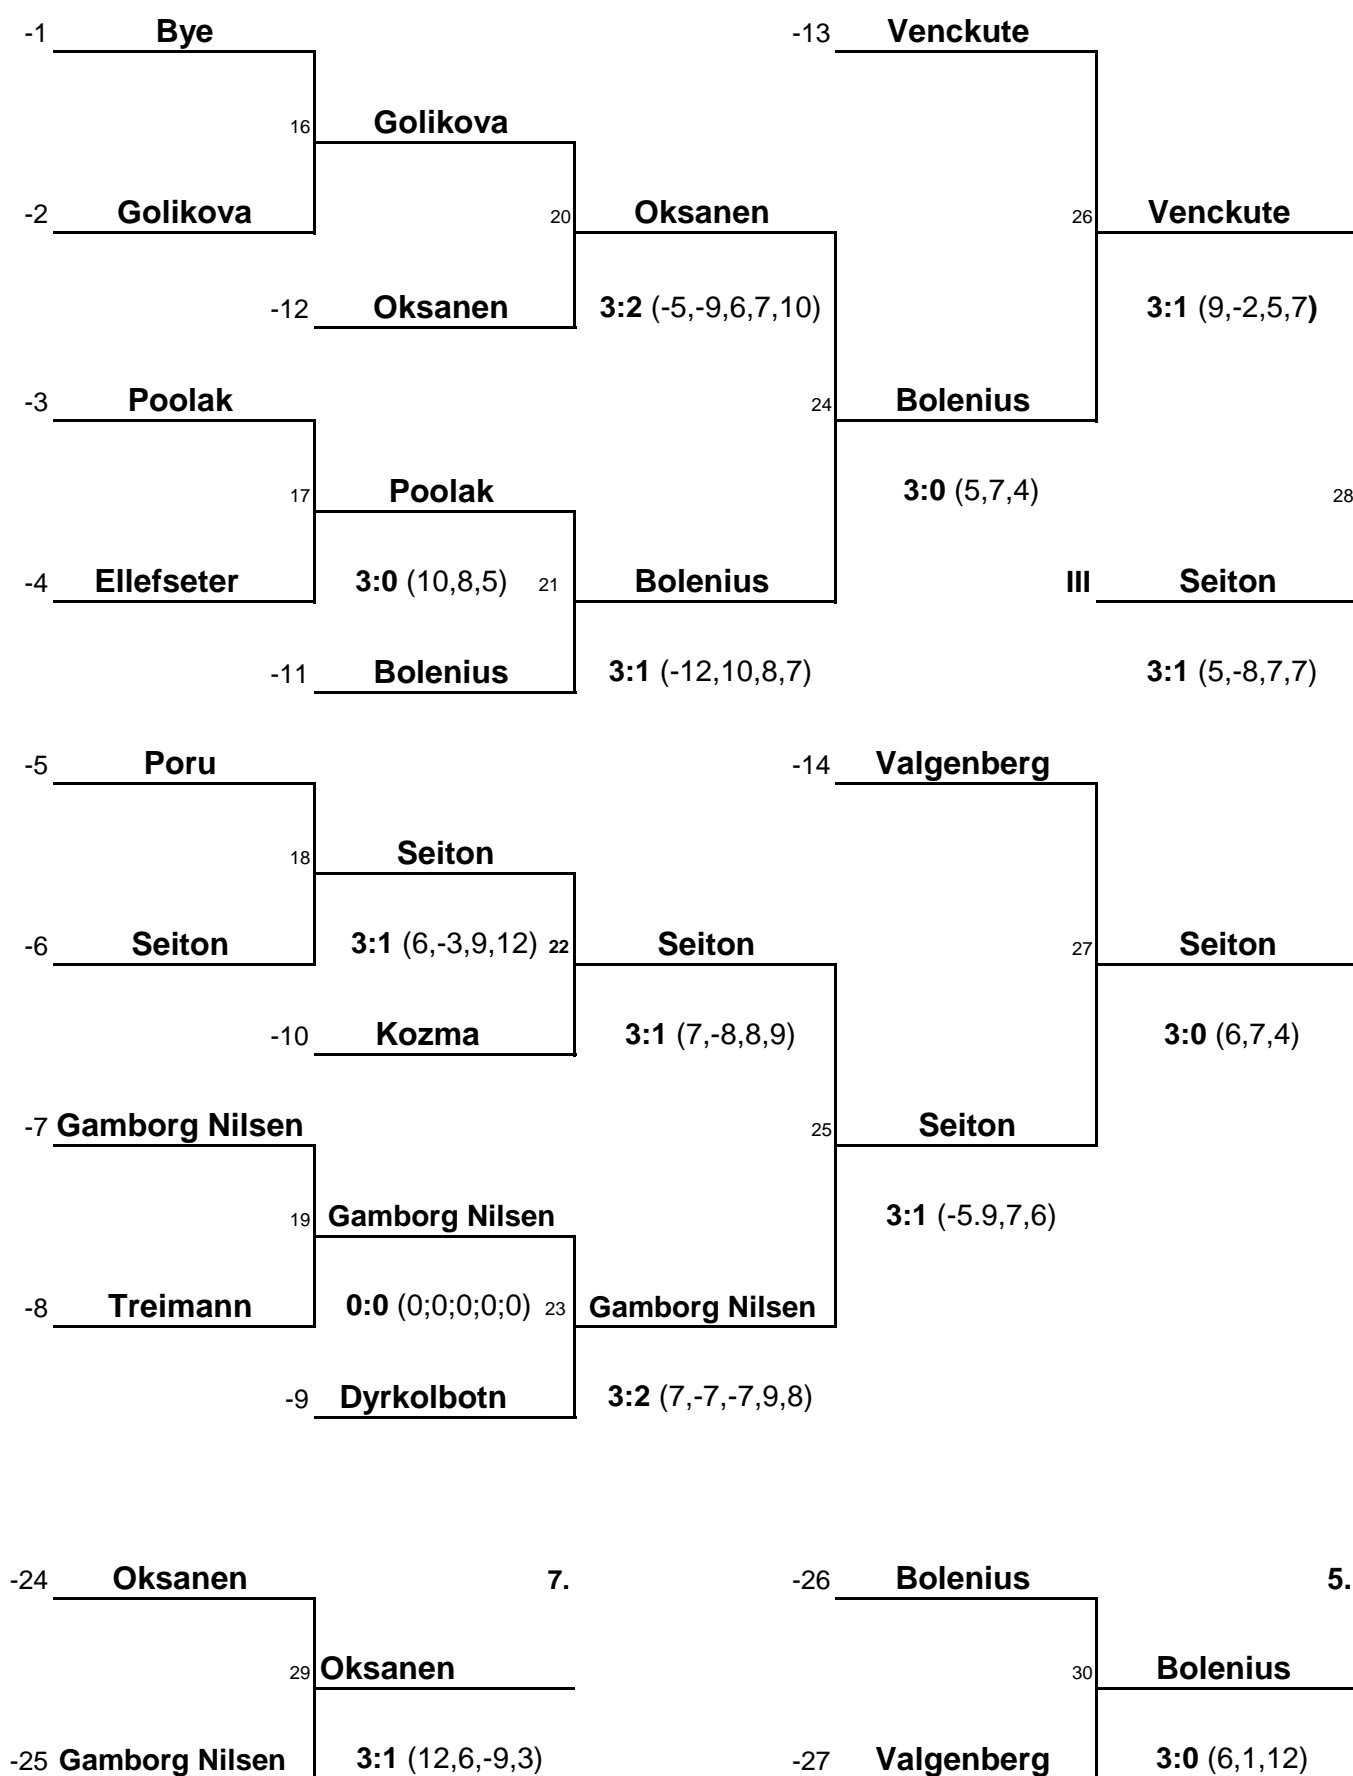 -1 Bye -13 Venckute
16 Golikova
-2 Golikova 20 Oksanen 26 Venckute
-12 Oksanen 3:2 (-5,-9,6,7,10) 3:1 (9,-2,5,7)
-3 Poolak 24 Bolenius
17 Poolak 3:0 (5,7,4) 28
-4 Ellefseter 3:0 (10,8,5) 21 Bolenius III Seiton
-11 Bolenius 3:1 (-12,10,8,7) 3:1 (5,-8,7,7)
-5 Poru -14 Valgenberg
18 Seiton
-6 Seiton 3:1 (6,-3,9,12) 22 Seiton 27 Seiton
-10 Kozma 3:1 (7,-8,8,9) 3:0 (6,7,4)
-7 Gamborg Nilsen 25 Seiton
19 Gamborg Nilsen 3:1 (-5.9,7,6)
-8 Treimann 0:0 (0;0;0;0;0) 23 Gamborg Nilsen
-9 Dyrkolbotn 3:2 (7,-7,-7,9,8)
-24 Oksanen 7. -26 Bolenius 5.
29 Oksanen 30 Bolenius
-25 Gamborg Nilsen 3:1 (12,6,-9,3) -27 Valgenberg 3:0 (6,1,12)